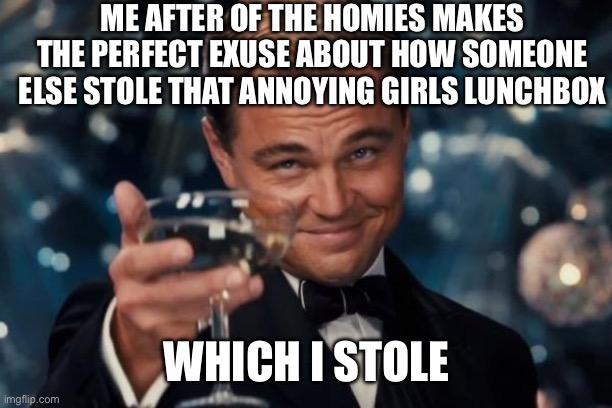 ME AFTER OF THE HOMIES MAKES
THE PERFECT EXUSE ABOUT HOW SOMEONE
ELSE STOLE THAT ANNOYING GIRLS LUNCHBOX
WHICH I STOLE
imgflip.com